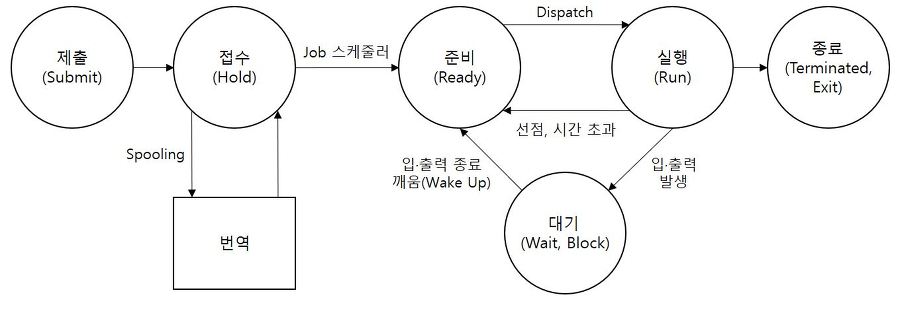 제출
(Submit)
접수
(Hold)
Job 스케줄러
준비
(Ready)
Dispatch
실행
(Run)
종료
(Terminated,
Exit)
선점, 시간 초과
Spooling
입·출력 종료
깨움(Wake Up)
입·출력
발생
번역
대기
(Wait, Block)